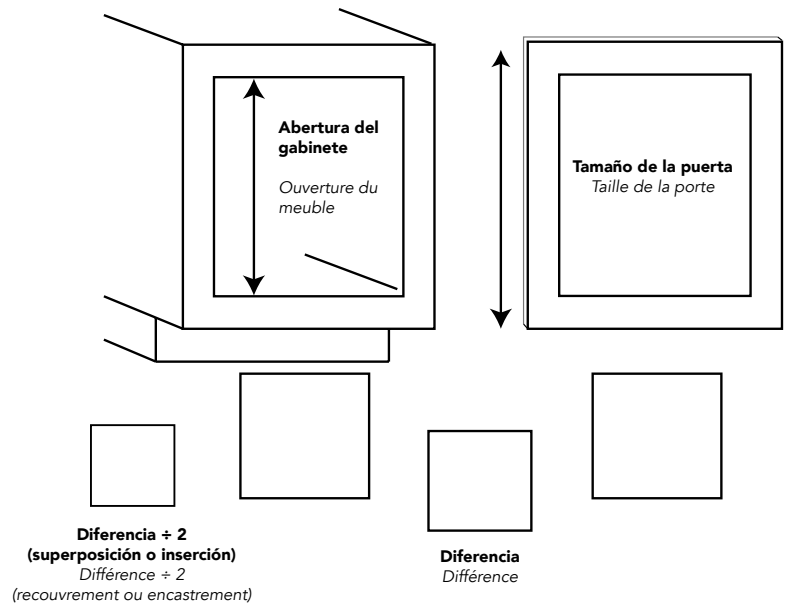 Abertura del
gabinete
Ouverture du
meuble
Tamaño de la puerta
Taille de la porte
Diferencia ÷ 2
(superposición o inserción)
Différence ÷ 2
(recouvrement ou encastrement)
Diferencia
Différence